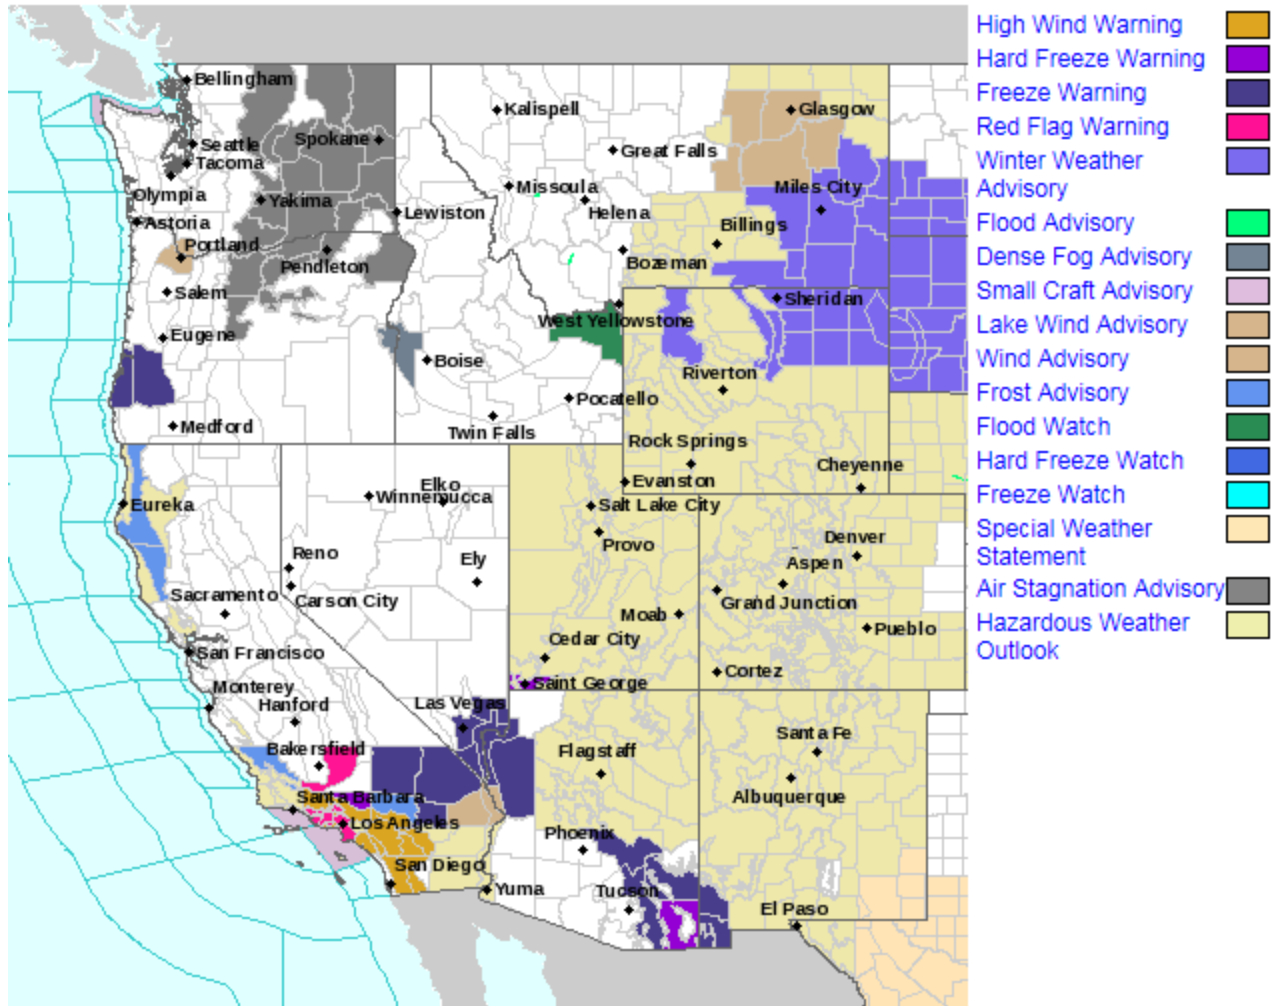 Bellingham
Kalispell
Glasgow
Seattle
Spokane
Great Falls
Tacoma
Olympia
Missoula
Miles City
Yakima
Helena
Lewiston
Astoria
Billings
Portland
Pendleton
Bozeman
Salem
Sheridan
West Yellowstone
Eugene
Boise
Riverton
Pocatello
Medford
Twin Falls
Rock Springs
Cheyenne
Elko
Evanston
Winnemucca
Eureka
Salt Lake City
Provo
Denver
Reno
Ely
Aspen
Sacramento
Carson City
Grand Junction
Moab
Pueblo
Cedar City
San Francisco
Cortez
Saint George
Monterey
Hanford
Las Vegas
Bakersfield
Flagstaff
Santa Fe
Santa Barbara
Albuquerque
Los Angeles
Phoenix
San Diego
Yuma
Tucson
El Paso
High Wind Warning
Hard Freeze Warning
Freeze Warning
Red Flag Warning
Winter Weather
Advisory
Flood Advisory
Dense Fog Advisory
Small Craft Advisory
Lake Wind Advisory
Wind Advisory
Frost Advisory
Flood Watch
Hard Freeze Watch
Freeze Watch
Special Weather
Statement
Air Stagnation Advisory
Hazardous Weather
Outlook